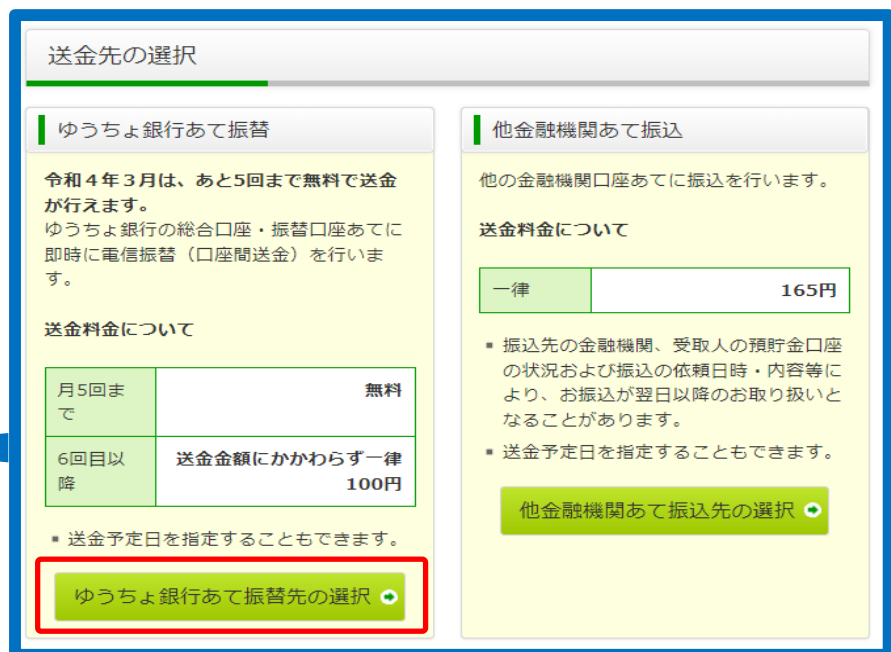 送金先の選択
ゆうちょ銀行あて振替
令和４年３月は、あと5回まで無料で送金
が行えます。
ゆうちょ銀行の総合口座・振替口座あてに
即時に電信振替（口座間送金）を行いま
す。
送金料金について
月5回ま
で
無料
6回目以
降
送金金額にかかわらず一律
100円
▪ 送金予定日を指定することもできます。
ゆうちょ銀行あて振替先の選択
他金融機関あて振込
他の金融機関口座あてに振込を行います。
送金料金について
一律
165円
▪ 振込先の金融機関、受取人の預貯金口座
の状況および振込の依頼日時・内容等に
より、お振込が翌日以降のお取り扱いと
なることがあります。
▪ 送金予定日を指定することもできます。
他金融機関あて振込先の選択